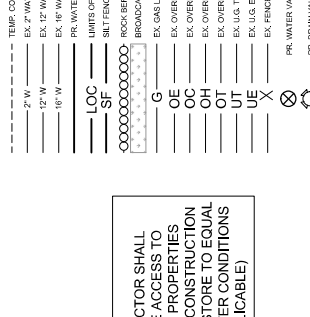 TEMP. CO
EX. 2" WA
EX. 12" W
EX. 16" W
PR. WATE
LIMITS OF
SILT FENC
ROCK BER
BROADCA
EX. GAS L
EX. OVER
EX. OVER
EX. OVER
EX. OVER
EX. U.G. T
EX. U.G. E
EX. FENCE
PR. WATER VA
2" W
12" W
16" W
LOC
SF
G
OE
OC
OH
OT
UT
UE
CTOR SHALL
E ACCESS TO
PROPERTIES
CONSTRUCTION
STORE TO EQUAL
ER CONDITIONS
LICABLE)